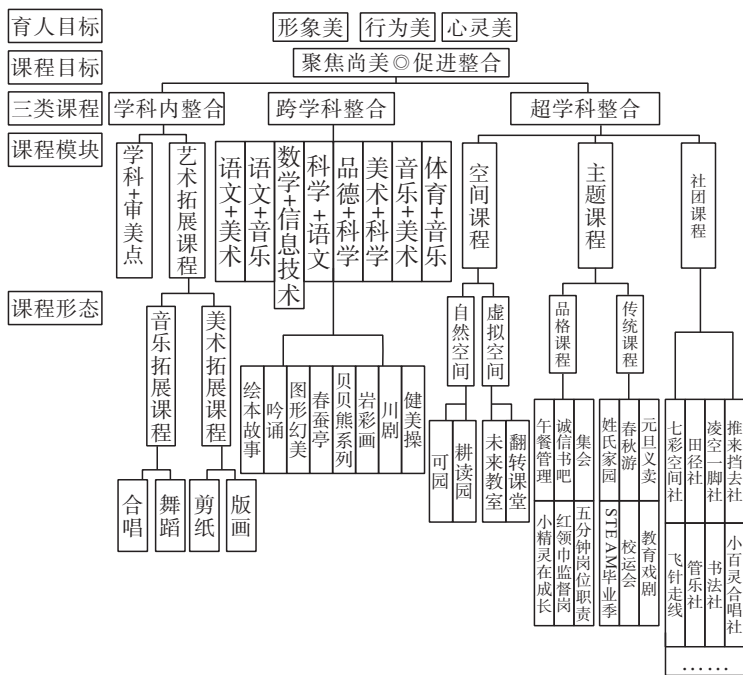 育人目标
形象美 行为美 心灵美
课程目标
聚焦尚美◎促进整合
三类课程
学科内整合 跨学科整合 超学科整合
课程模块
学科+审美点
艺术拓展课程
语文+美术
语文+音乐
数学+信息技术
科学+语文
品德+科学
美术+科学
音乐+美术
体育+音乐
空间课程
主题课程
社团课程
课程形态
音乐拓展课程
美术拓展课程
自然空间
虚拟空间
品格课程
传统课程
合唱
舞蹈
剪纸
版画
绘本故事
吟诵
图形幻美
春蚕亭
贝贝熊系列
岩彩画
川剧
健美操
可园
耕读园
未来教室
翻转课堂
午餐管理
诚信书吧
集会
小精灵在成长
红领巾监督岗
五分钟岗位职责
姓氏家园
春秋游
元旦义卖
STEAM毕业季
校运会
教育戏剧
七彩空间社
田径社
凌空一脚社
推来挡去社
飞针走线
管乐社
书法社
小百灵合唱社
……